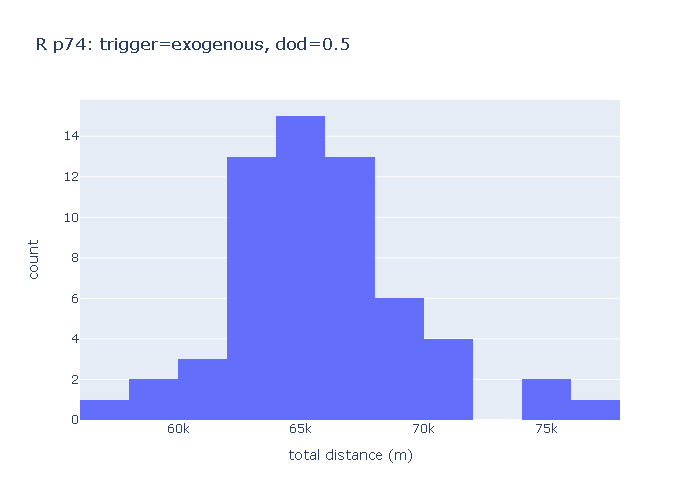 R p74: trigger=exogenous, dod=0.5
14
12
10
8
6
4
2
0
count
60k
65k
70k
75k
total distance (m)